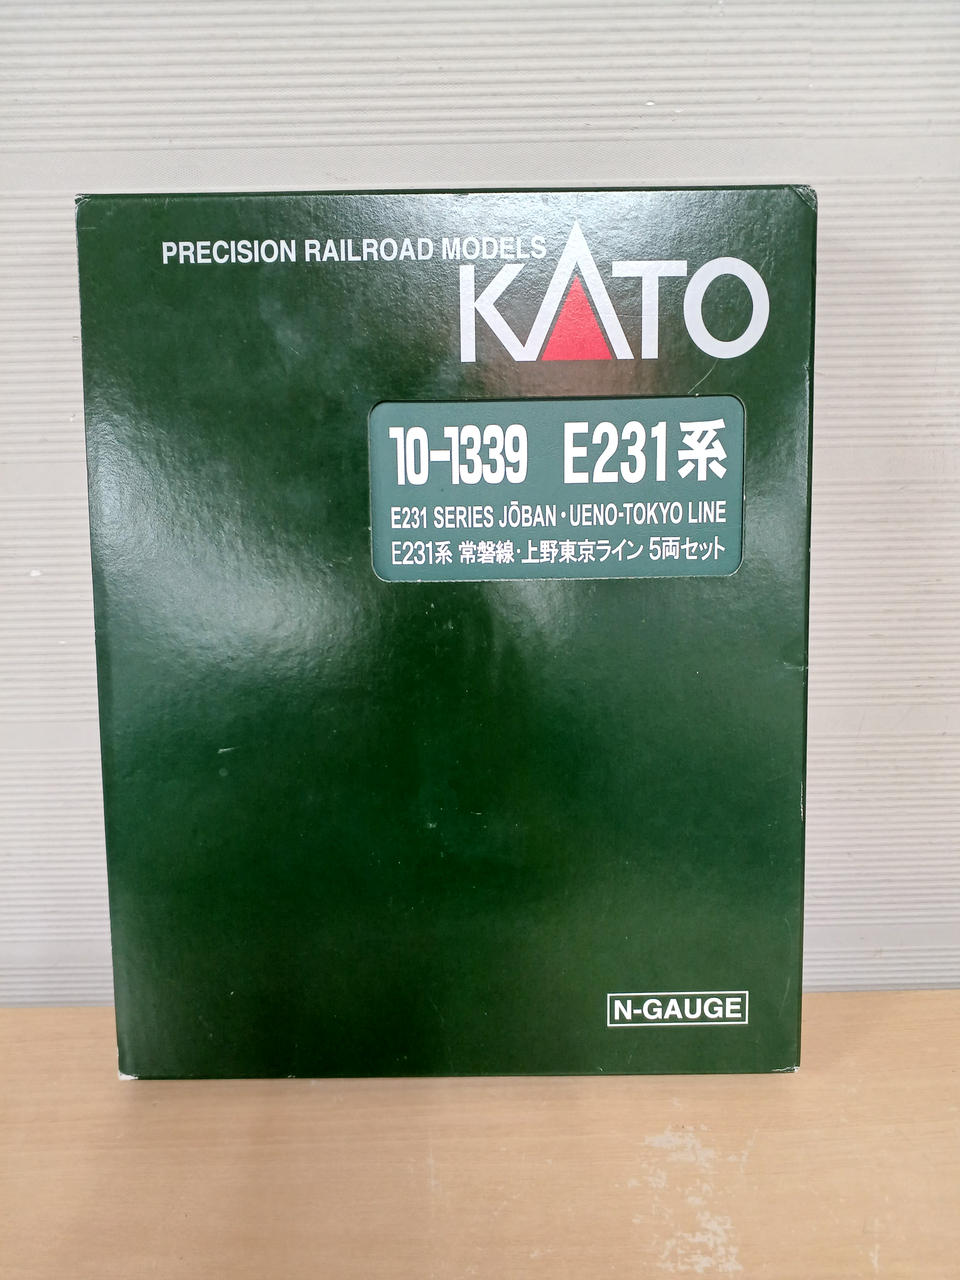 PRECISION RAILROAD MODELS
KATO
10-1339 E231系
E231 SERIES JŌBAN・UENO-TOKYO LINE
E231系 常磐線・上野東京ライン 5両セット
N-GAUGE